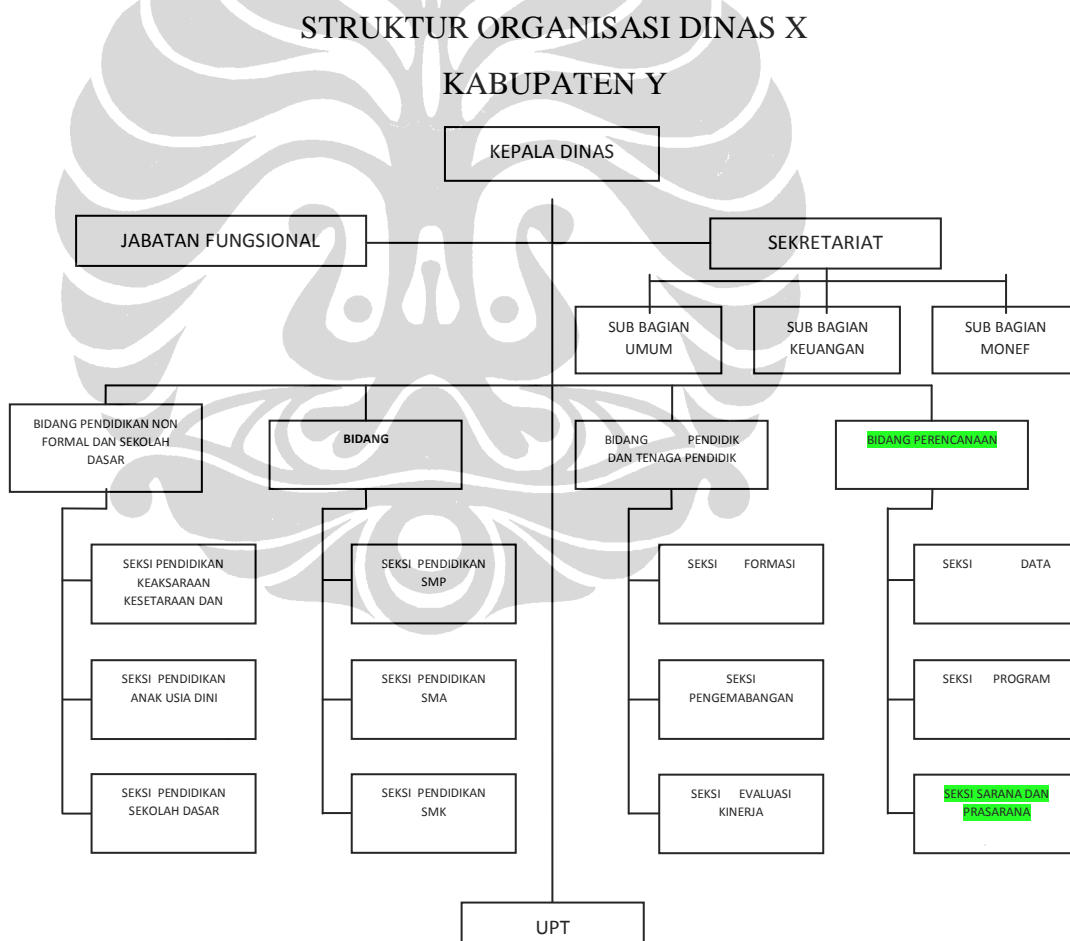 STRUKTUR ORGANISASI DINAS X
KABUPATEN Y
KEPALA DINAS
JABATAN FUNGSIONAL
SEKRETARIAT
SUB BAGIAN
UMUM
SUB BAGIAN
KEUANGAN
SUB BAGIAN
MONEF
BIDANG PENDIDIKAN NON
FORMAL DAN SEKOLAH
DASAR
BIDANG
BIDANG PENDIDIK
DAN TENAGA PENDIDIK
BIDANG PERENCANAAN
SEKSI PENDIDIKAN
KEAKSARAAN
KESETARAAN DAN
SEKSI PENDIDIKAN
SMP
SEKSI FORMASI
SEKSI DATA
SEKSI PENDIDIKAN
ANAK USIA DINI
SEKSI PENDIDIKAN
SMA
SEKSI
PENGEMABANGAN
SEKSI PROGRAM
SEKSI PENDIDIKAN
SEKOLAH DASAR
SEKSI PENDIDIKAN
SMK
SEKSI EVALUASI
KINERJA
SEKSI SARANA DAN
PRASARANA
UPT